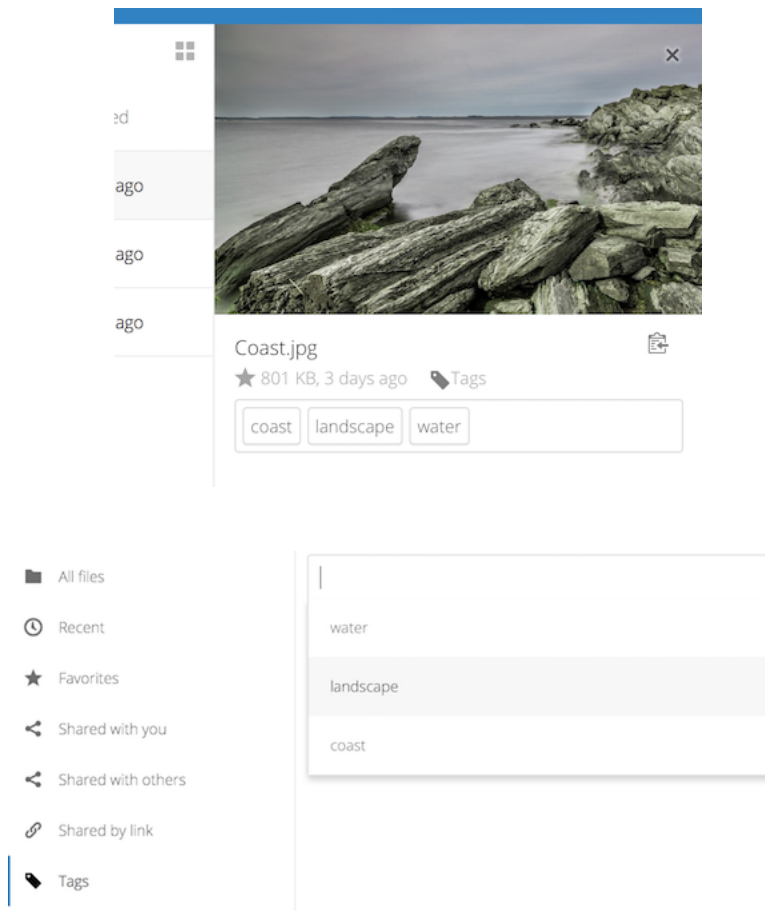 ed
ago
ago
ago
Coast.jpg
801 KB, 3 days ago Tags
coast landscape water
All files
Recent
Favorites
Shared with you
Shared with others
Shared by link
Tags
water
landscape
coast